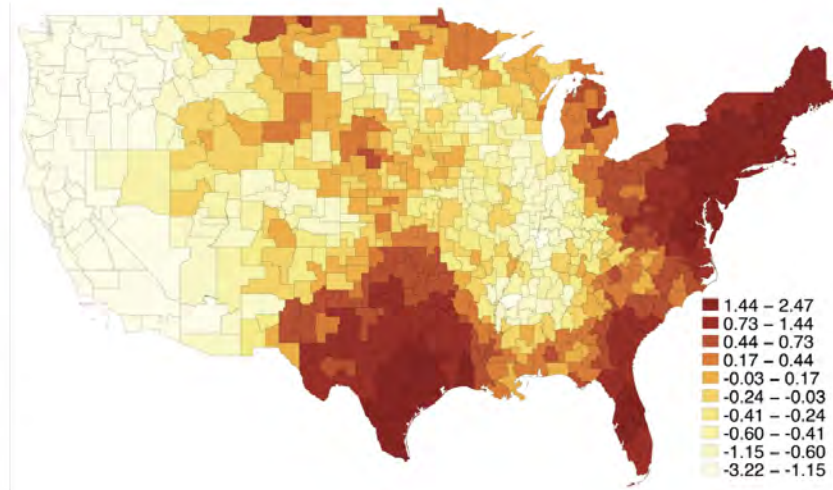 1.44 – 2.47
0.73 – 1.44
0.44 – 0.73
0.17 – 0.44
-0.03 – 0.17
-0.24 – -0.03
-0.41 – -0.24
-0.60 – -0.41
-1.15 – -0.60
-3.22 – -1.15